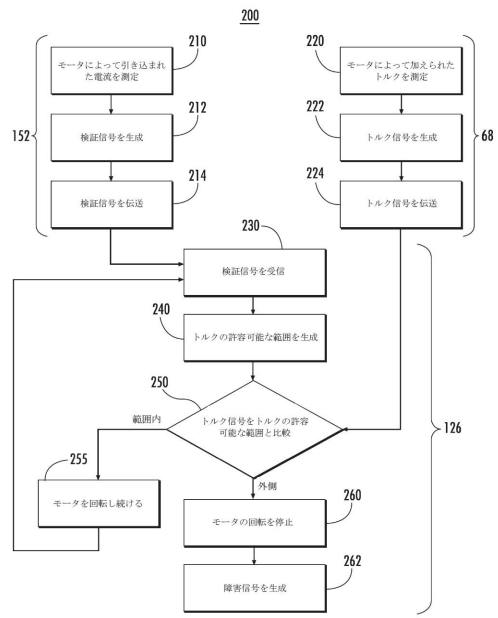 200
210
モータによって引き込まれ
た電流を測定
220
モータによって加えられた
トルクを測定
152
212
検証信号を生成
222
トルク信号を生成
68
214
検証信号を伝送
224
トルク信号を伝送
230
検証信号を受信
240
トルクの許容可能な範囲を生成
250
トルク信号をトルクの許容
可能な範囲と比較
範囲内
126
255
モータを回転し続ける
外側
260
モータの回転を停止
262
障害信号を生成